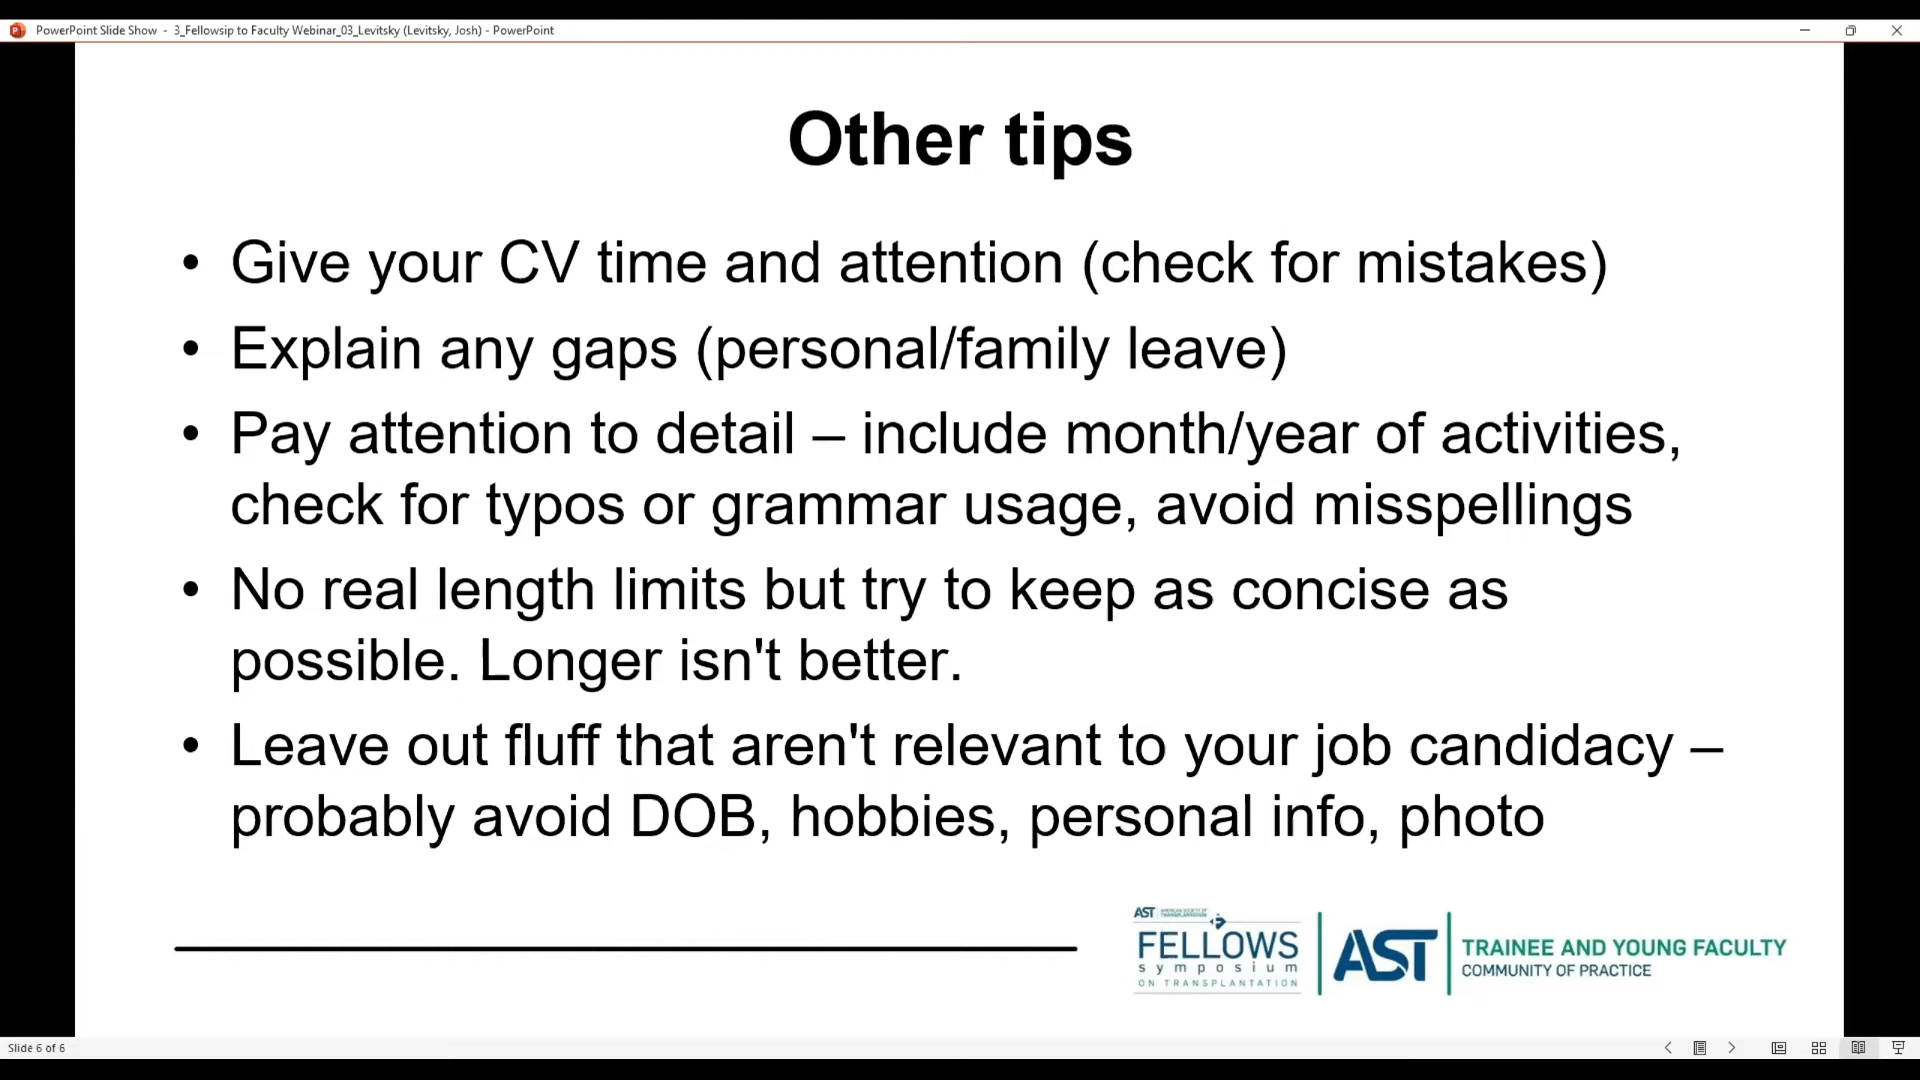 PowerPoint Slide Show - 3_Fellowsip to Faculty Webinar_03_Levitsky (Levitsky, Josh) - PowerPoint
Other tips
• Give your CV time and attention (check for mistakes)
• Explain any gaps (personal/family leave)
• Pay attention to detail – include month/year of activities,
check for typos or grammar usage, avoid misspellings
• No real length limits but try to keep as concise as
possible. Longer isn't better.
• Leave out fluff that aren't relevant to your job candidacy –
probably avoid DOB, hobbies, personal info, photo
AST AMERICAN SOCIETY OF
TRANSPLANTATION
FELLOWS
symposium
ON TRANSPLANTATION
AST
TRAINEE AND YOUNG FACULTY
COMMUNITY OF PRACTICE
Slide 6 of 6